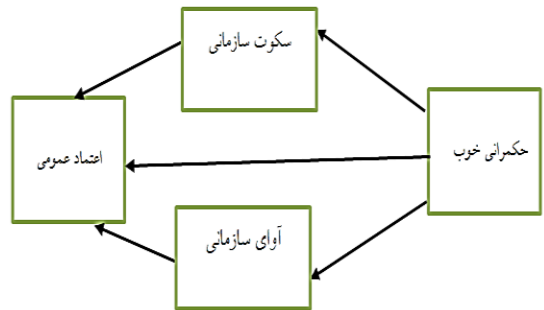 سکوت سازمانی
حکمرانی خوب
اعتماد عمومی
آوای سازمانی